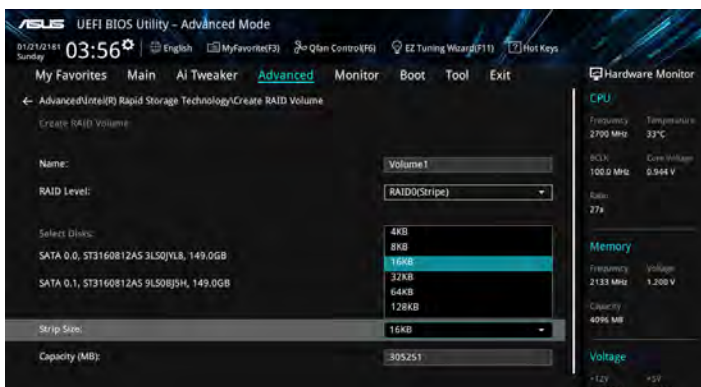 ASUS UEFI BIOS Utility – Advanced Mode
01/21/2181 Sunday 03:56 English MyFavorite(F3) Qfan Control(F6) EZ Tuning Wizard(F11) ? Hot Keys
My Favorites Main Ai Tweaker Advanced Monitor Boot Tool Exit Hardware Monitor
← Advanced\Intel(R) Rapid Storage Technology\Create RAID Volume
Create RAID Volume
Name: Volume1
RAID Level: RAID0(Stripe)
Select Disks:
SATA 0.0, ST3160812AS 3LS0JYL8, 149.0GB
SATA 0.1, ST3160812AS 9LS0BJ5H, 149.0GB
4KB
8KB
16KB
32KB
64KB
128KB
Strip Size: 16KB
Capacity (MB): 305251
CPU
Frequency Temperature
2700 MHz 33°C
BCLK Core Voltage
100.0 MHz 0.944 V
Ratio
27x
Memory
Frequency Voltage
2133 MHz 1.200 V
Capacity
4096 MB
Voltage
+12V +5V